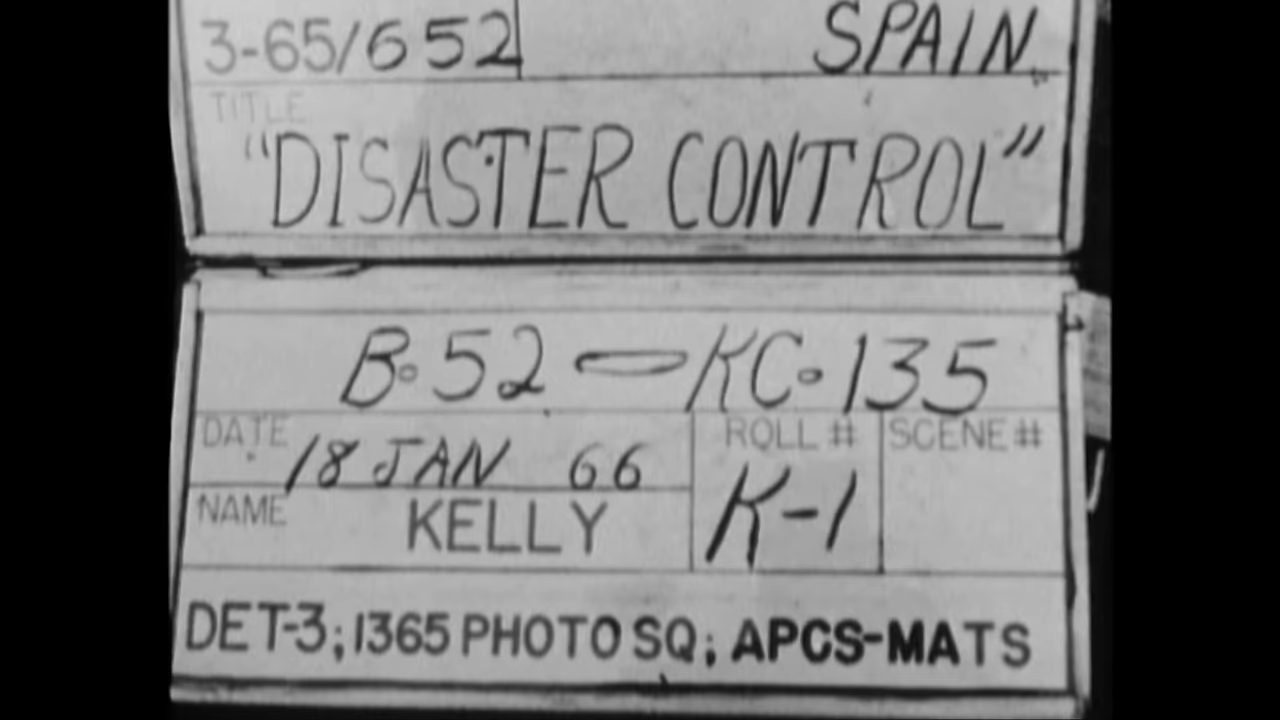 3-65/652 SPAIN
TITLE
"DISASTER CONTROL"
B-52 — KC-135
DATE 18 JAN 66 ROLL # K-1 SCENE #
NAME KELLY
DET-3; 1365 PHOTO SQ; APCS-MATS